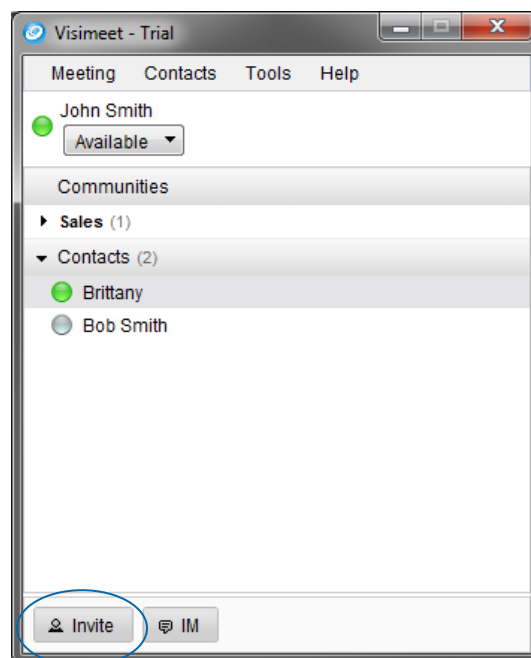 Visimeet - Trial
Meeting Contacts Tools Help
John Smith
Available
Communities
Sales (1)
Contacts (2)
Brittany
Bob Smith
Invite IM